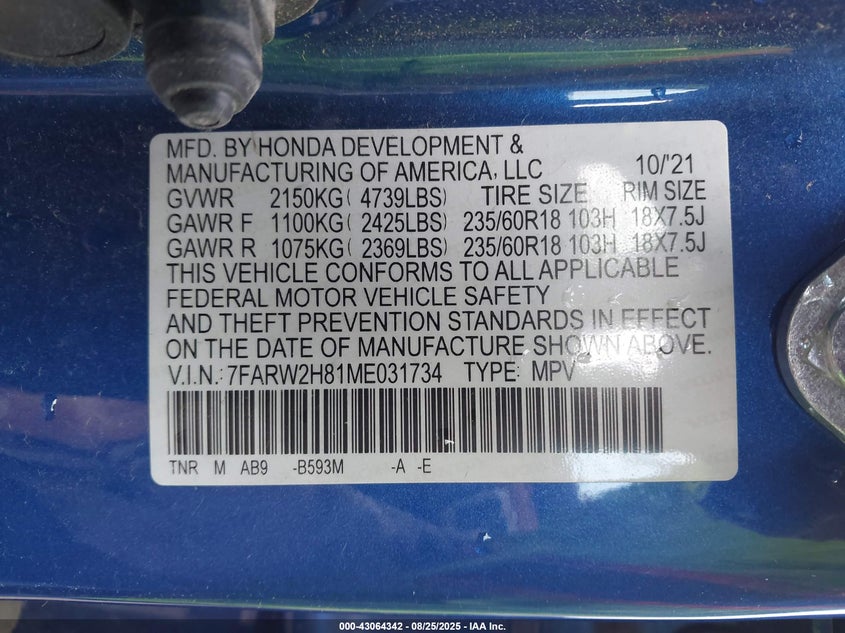 MFD. BY HONDA DEVELOPMENT &
MANUFACTURING OF AMERICA, LLC 10/'21
GVWR 2150KG( 4739LBS) TIRE SIZE RIM SIZE
GAWR F 1100KG( 2425LBS) 235/60R18 103H 18X7.5J
GAWR R 1075KG( 2369LBS) 235/60R18 103H 18X7.5J
THIS VEHICLE CONFORMS TO ALL APPLICABLE
FEDERAL MOTOR VEHICLE SAFETY
AND THEFT PREVENTION STANDARDS IN EFFECT
ON THE DATE OF MANUFACTURE SHOWN ABOVE.
V.I.N.: 7FARW2H81ME031734 TYPE: MPV
TNR M AB9 -B593M -A -E
000-43064342 - 08/25/2025 - IAA Inc.